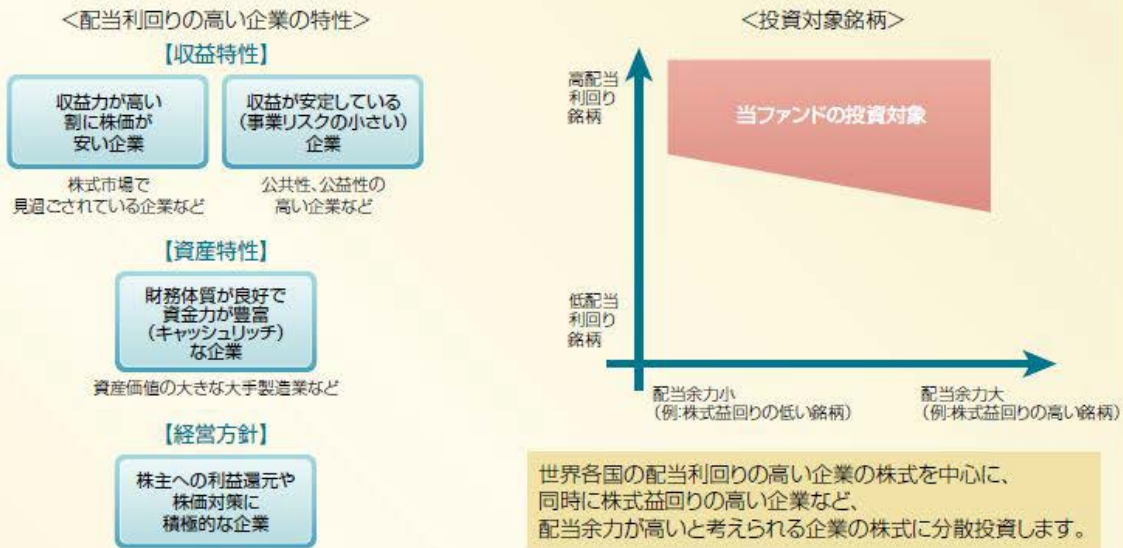 <配当利回りの高い企業の特性>
【収益特性】
収益力が高い
割に株価が
安い企業
収益が安定している
(事業リスクの小さい)
企業
株式市場で
見過ごされている企業など
公共性、公益性の
高い企業など
【資産特性】
財務体質が良好で
資金力が豊富
(キャッシュリッチ)
な企業
資産価値の大きな大手製造業など
【経営方針】
株主への利益還元や
株価対策に
積極的な企業
<投資対象銘柄>
高配当
利回り
銘柄
当ファンドの投資対象
低配当
利回り
銘柄
配当余力小
(例:株式益回りの低い銘柄)
配当余力大
(例:株式益回りの高い銘柄)
世界各国の配当利回りの高い企業の株式を中心に、
同時に株式益回りの高い企業など、
配当余力が高いと考えられる企業の株式に分散投資します。